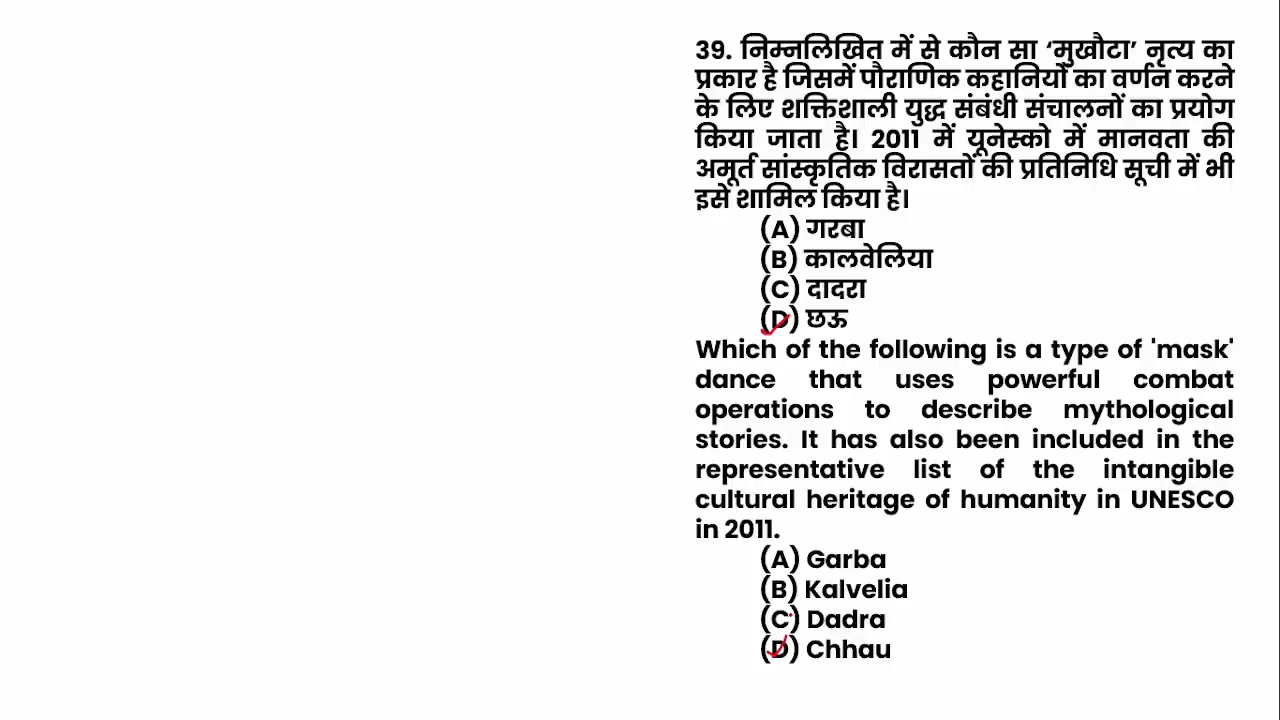 39. निम्नलिखित में से कौन सा ‘मुखौटा’ नृत्य का
प्रकार है जिसमें पौराणिक कहानियों का वर्णन करने
के लिए शक्तिशाली युद्ध संबंधी संचालनों का प्रयोग
किया जाता है। 2011 में यूनेस्को में मानवता की
अमूर्त सांस्कृतिक विरासतों की प्रतिनिधि सूची में भी
इसे शामिल किया है।
(A) गरबा
(B) कालवेलिया
(C) दादरा
(D) छऊ
Which of the following is a type of 'mask'
dance that uses powerful combat
operations to describe mythological
stories. It has also been included in the
representative list of the intangible
cultural heritage of humanity in UNESCO
in 2011.
(A) Garba
(B) Kalvelia
(C) Dadra
(D) Chhau